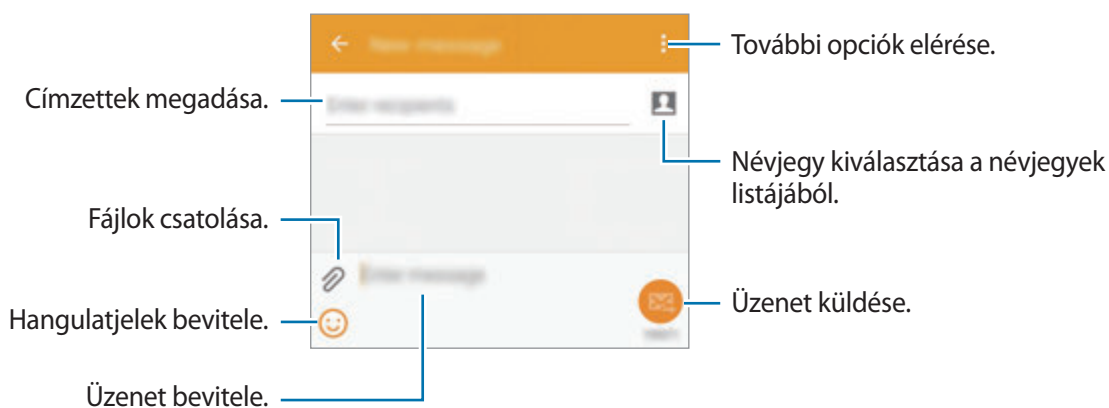 További opciók elérése.
Címzettek megadása.
Névjegy kiválasztása a névjegyek
listájából.
Fájlok csatolása.
Üzenet küldése.
Hangulatjelek bevitele.
Üzenet bevitele.